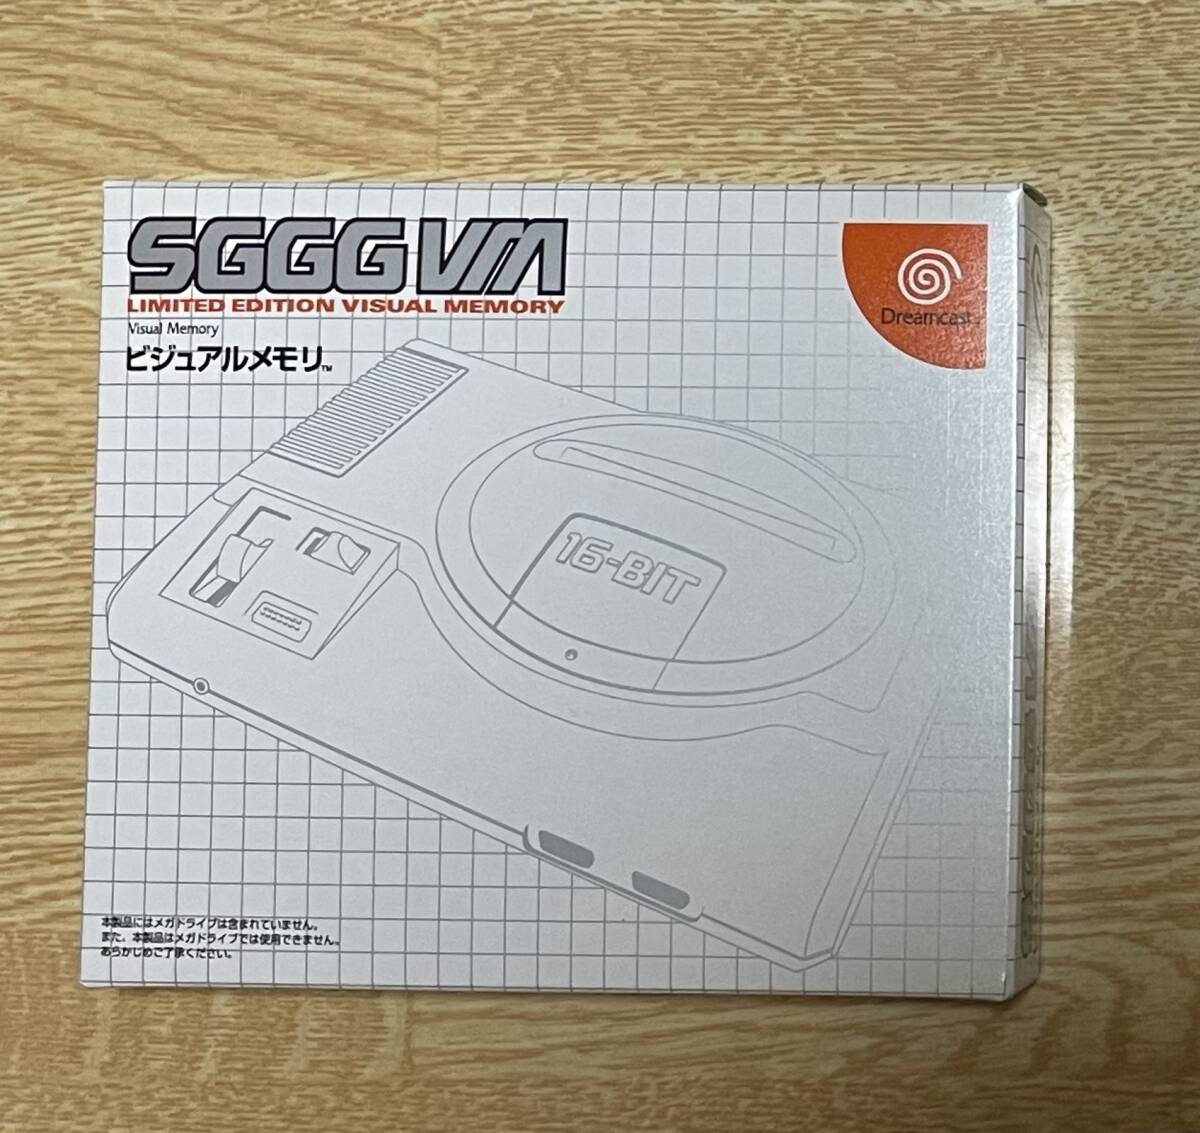 SGGG VM
LIMITED EDITION VISUAL MEMORY
Visual Memory
ビジュアルメモリ™
Dreamcast
16-BIT
本製品にはメガドライブは含まれていません。
また、本製品はメガドライブでは使用できません。
あらかじめご了承ください。